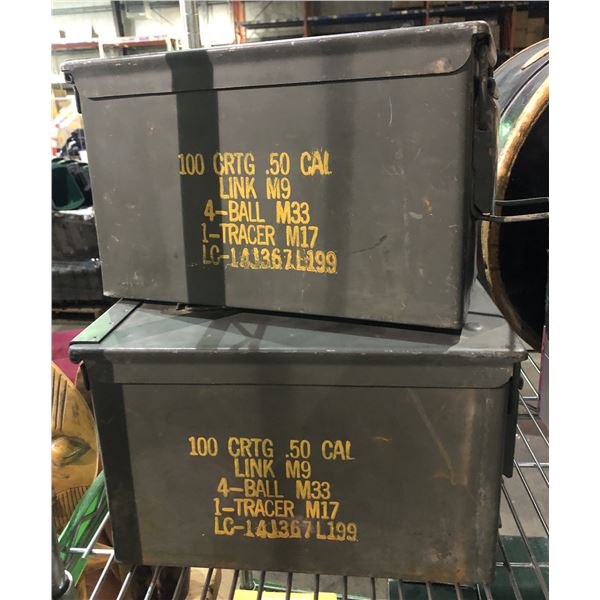 100 CRTG .50 CAL
LINK M9
4-BALL M33
1-TRACER M17
LC-14J367L199
100 CRTG .50 CAL
LINK M9
4-BALL M33
1-TRACER M17
LC-14J367L199